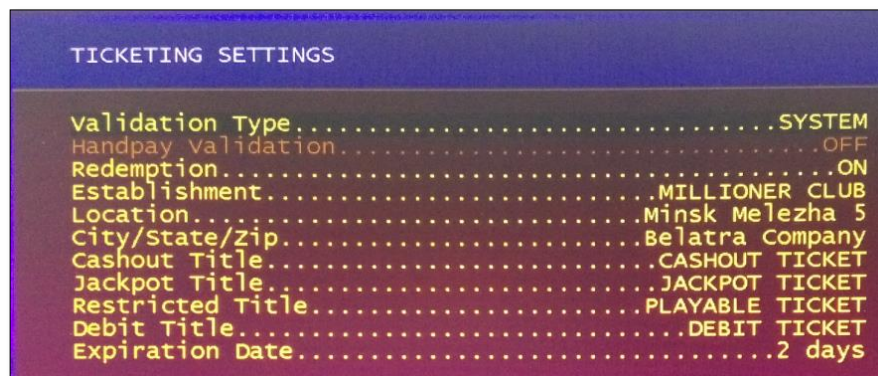 TICKETING SETTINGS
Validation Type................................SYSTEM
Handpay Validation................................OFF
Redemption.........................................ON
Establishment..........................MILLIONER CLUB
Location..............................Minsk Melezha 5
City/State/Zip........................Belatra Company
Cashout Title..........................CASHOUT TICKET
Jackpot Title..........................JACKPOT TICKET
Restricted Title......................PLAYABLE TICKET
Debit Title..............................DEBIT TICKET
Expiration Date................................2 days